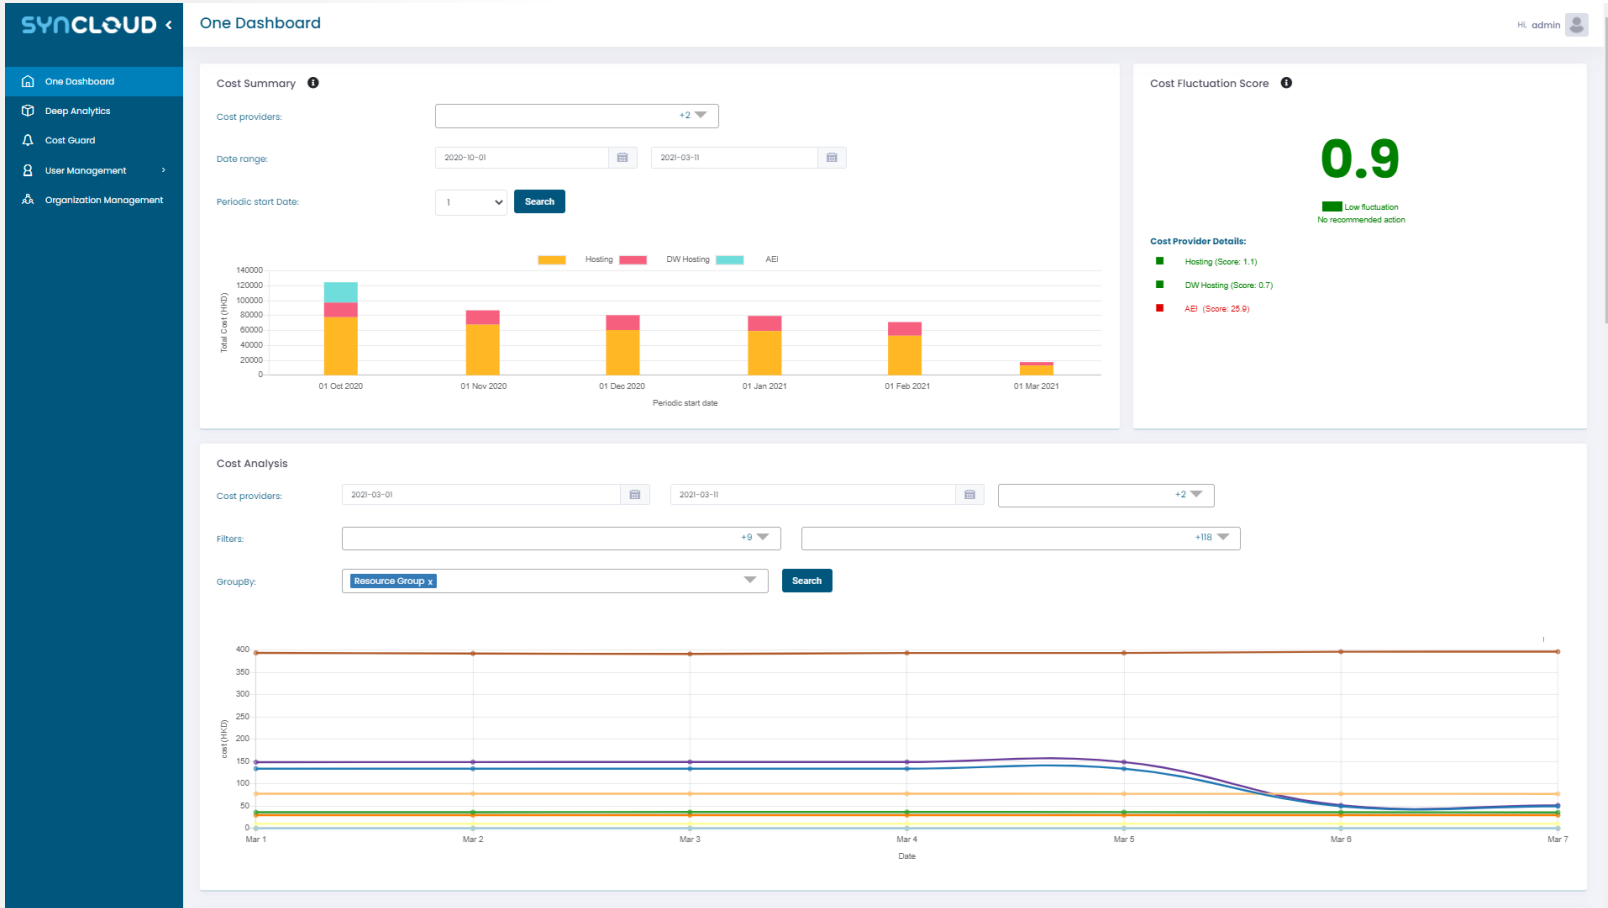 SYNCLOUD
One Dashboard
Hi, admin
One Dashboard
Deep Analytics
Cost Guard
User Management
Organization Management
Cost Summary
Cost providers:
+2
Date range:
2020-10-01
2021-03-11
Periodic start Date:
1
Search
Hosting
DW Hosting
AEI
140000
120000
100000
80000
60000
40000
20000
0
Total Cost (HKD)
01 Oct 2020
01 Nov 2020
01 Dec 2020
01 Jan 2021
01 Feb 2021
01 Mar 2021
Periodic start date
Cost Fluctuation Score
0.9
Low fluctuation
No recommended action
Cost Provider Details:
Hosting (Score: 1.1)
DW Hosting (Score: 0.7)
AEI (Score: 25.9)
Cost Analysis
Cost providers:
2021-03-01
2021-03-11
+2
Filters:
+9
+118
GroupBy:
Resource Group x
Search
400
350
300
250
200
150
100
50
0
cost (HKD)
Mar 1
Mar 2
Mar 3
Mar 4
Mar 5
Mar 6
Mar 7
Date